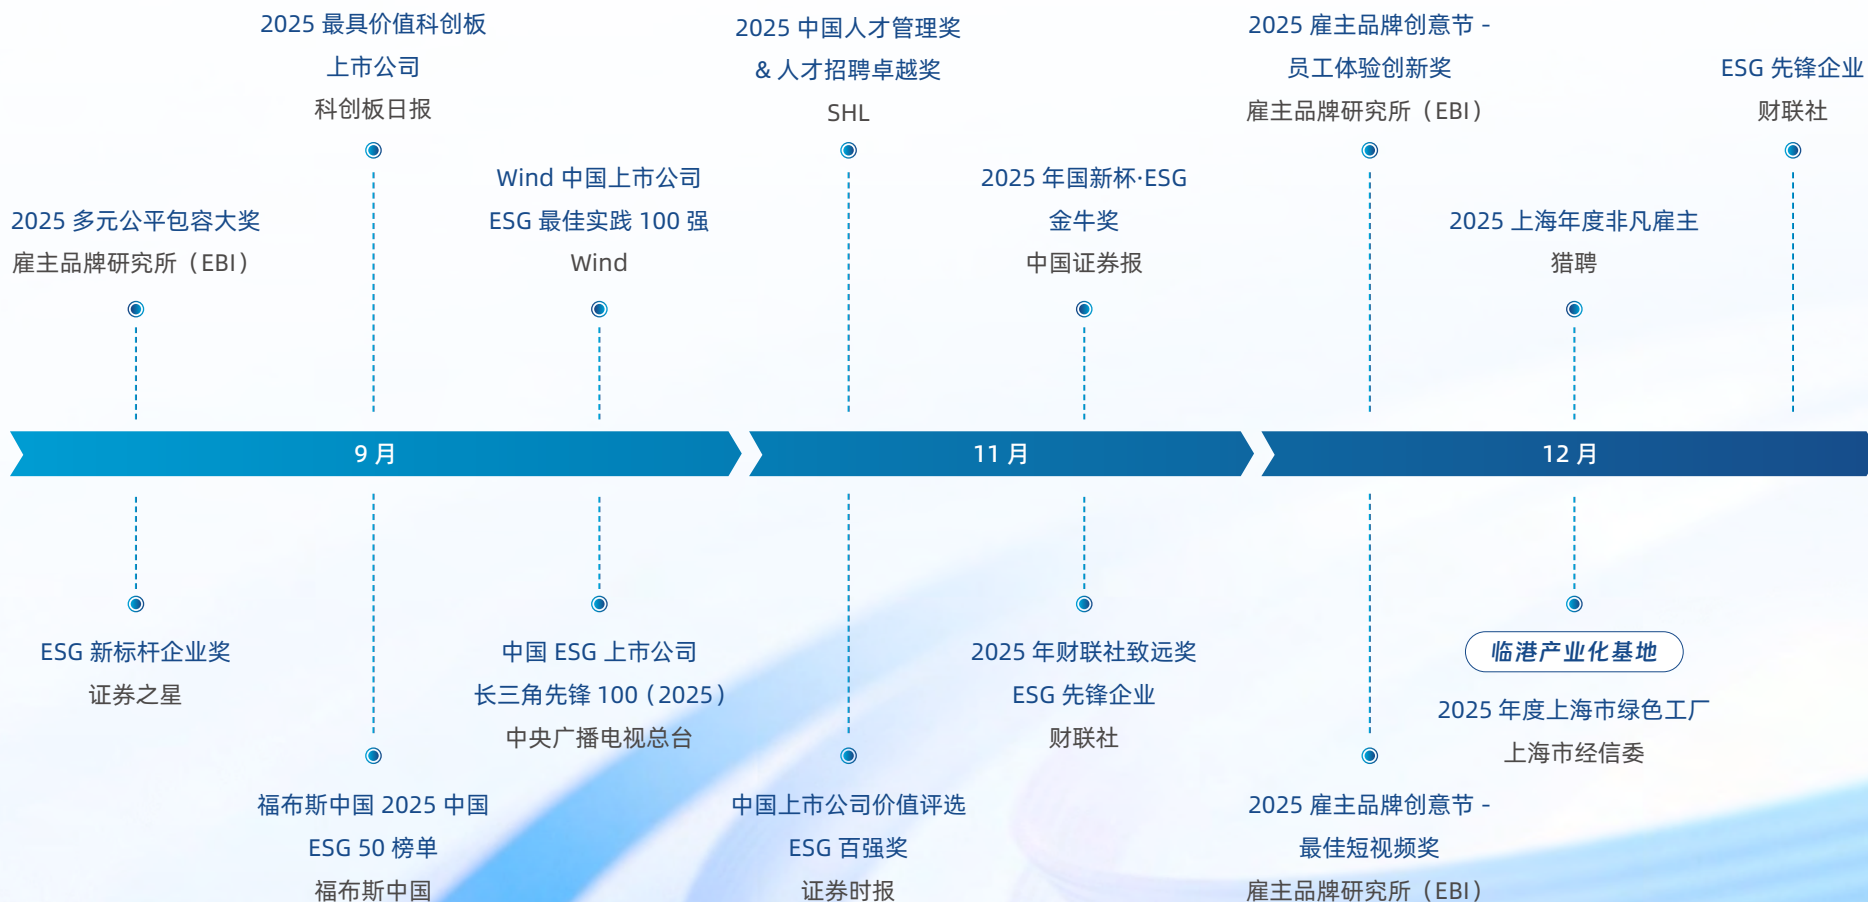 2025 最具价值科创板
上市公司
科创板日报
2025 中国人才管理奖
& 人才招聘卓越奖
SHL
2025 雇主品牌创意节 -
员工体验创新奖
雇主品牌研究所（EBI）
ESG 先锋企业
财联社
2025 多元公平包容大奖
雇主品牌研究所（EBI）
Wind 中国上市公司
ESG 最佳实践 100 强
Wind
2025 年国新杯·ESG
金牛奖
中国证券报
2025 上海年度非凡雇主
猎聘
9 月
11 月
12 月
ESG 新标杆企业奖
证券之星
中国 ESG 上市公司
长三角先锋 100（2025）
中央广播电视总台
2025 年财联社致远奖
ESG 先锋企业
财联社
临港产业化基地
2025 年度上海市绿色工厂
上海市经信委
福布斯中国 2025 中国
ESG 50 榜单
福布斯中国
中国上市公司价值评选
ESG 百强奖
证券时报
2025 雇主品牌创意节 -
最佳短视频奖
雇主品牌研究所（EBI）